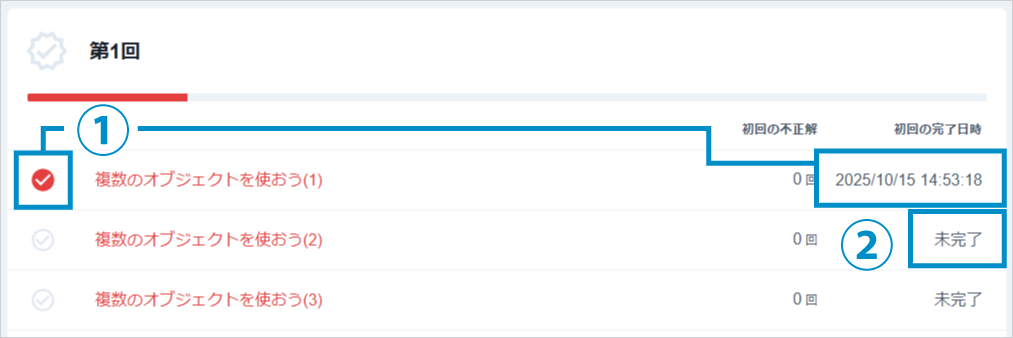 第1回
①
初回の不正解 初回の完了日時
複数のオブジェクトを使おう(1) 0 回 2025/10/15 14:53:18
複数のオブジェクトを使おう(2) 0 回 ② 未完了
複数のオブジェクトを使おう(3) 0 回 未完了